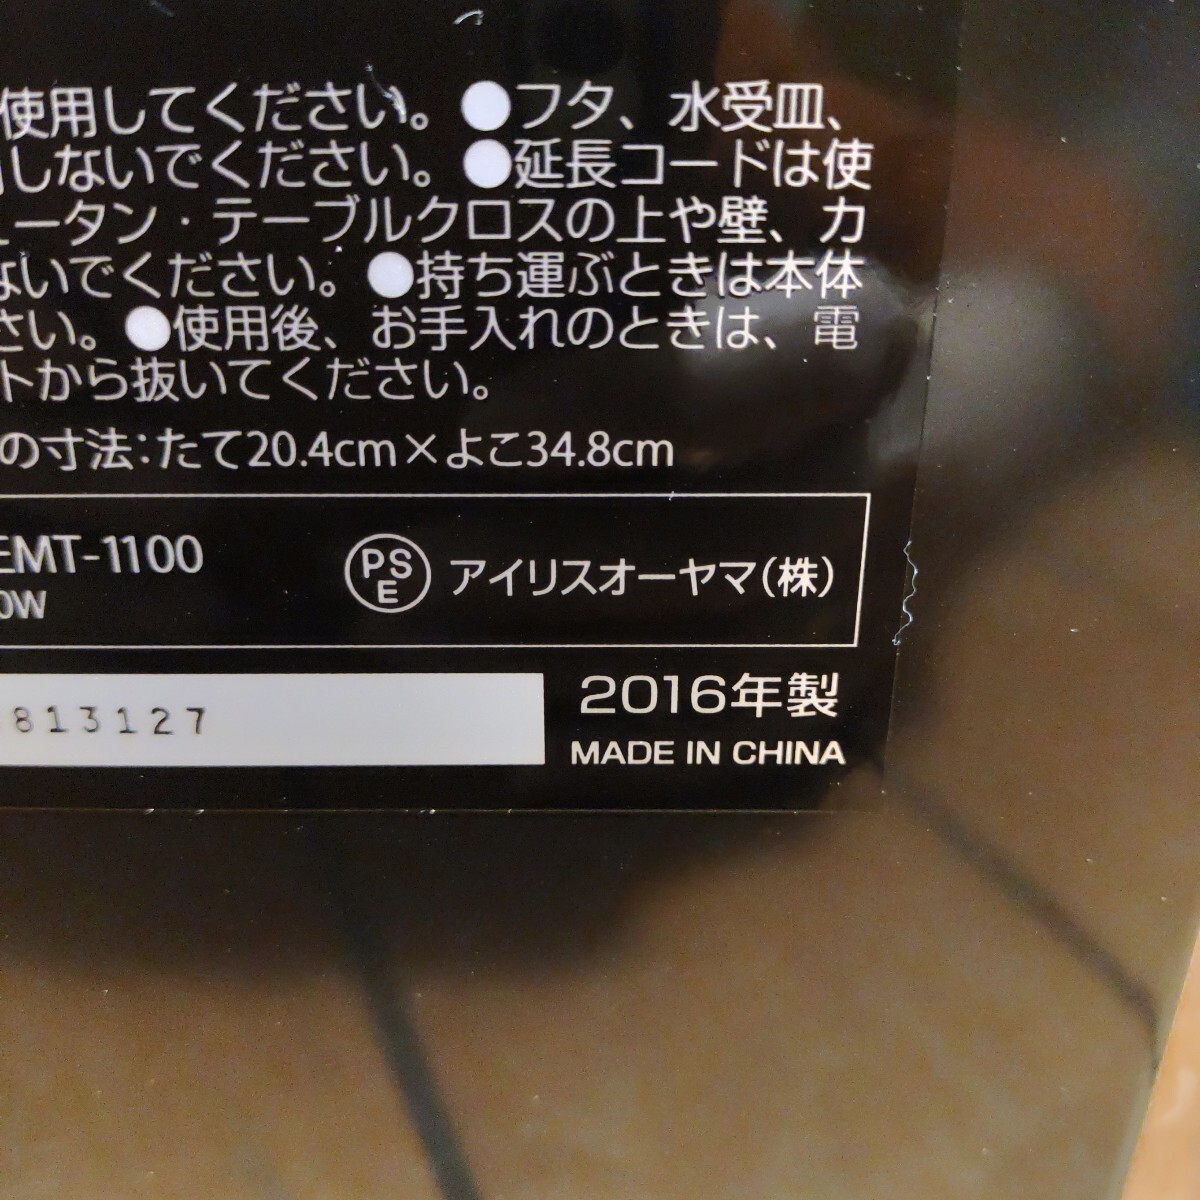 使用してください。●フタ、水受皿、
しないでください。●延長コードは使
ータン・テーブルクロスの上や壁、カ
ないでください。●持ち運ぶときは本体
さい。●使用後、お手入れのときは、電
トから抜いてください。
の寸法:たて20.4cm×よこ34.8cm
EMT-1100
PSE アイリスオーヤマ(株)
0W
813127
2016年製
MADE IN CHINA